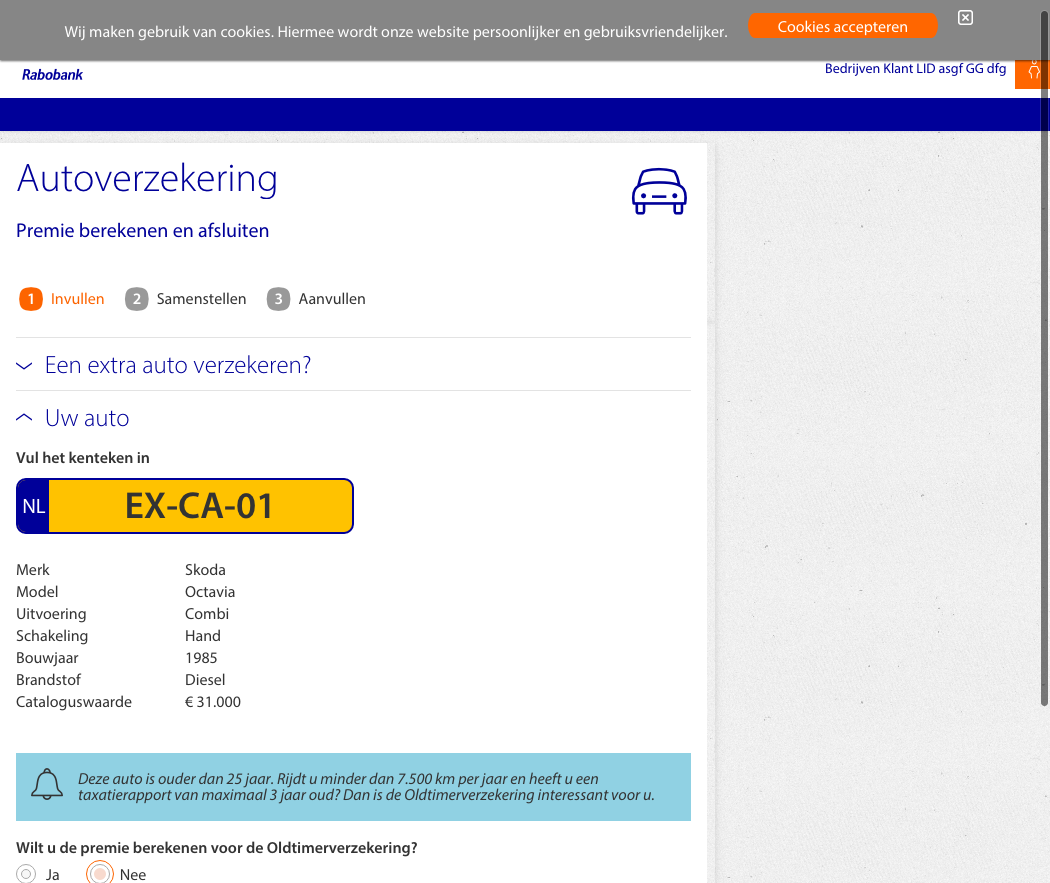 Wij maken gebruik van cookies. Hiermee wordt onze website persoonlijker en gebruiksvriendelijker.
Cookies accepteren
Rabobank
Bedrijven Klant LID asgf GG dfg
Autoverzekering
Premie berekenen en afsluiten
1 Invullen 2 Samenstellen 3 Aanvullen
Een extra auto verzekeren?
Uw auto
Vul het kenteken in
NL EX-CA-01
Merk Skoda
Model Octavia
Uitvoering Combi
Schakeling Hand
Bouwjaar 1985
Brandstof Diesel
Cataloguswaarde € 31.000
Deze auto is ouder dan 25 jaar. Rijdt u minder dan 7.500 km per jaar en heeft u een
taxatierapport van maximaal 3 jaar oud? Dan is de Oldtimerverzekering interessant voor u.
Wilt u de premie berekenen voor de Oldtimerverzekering?
Ja Nee